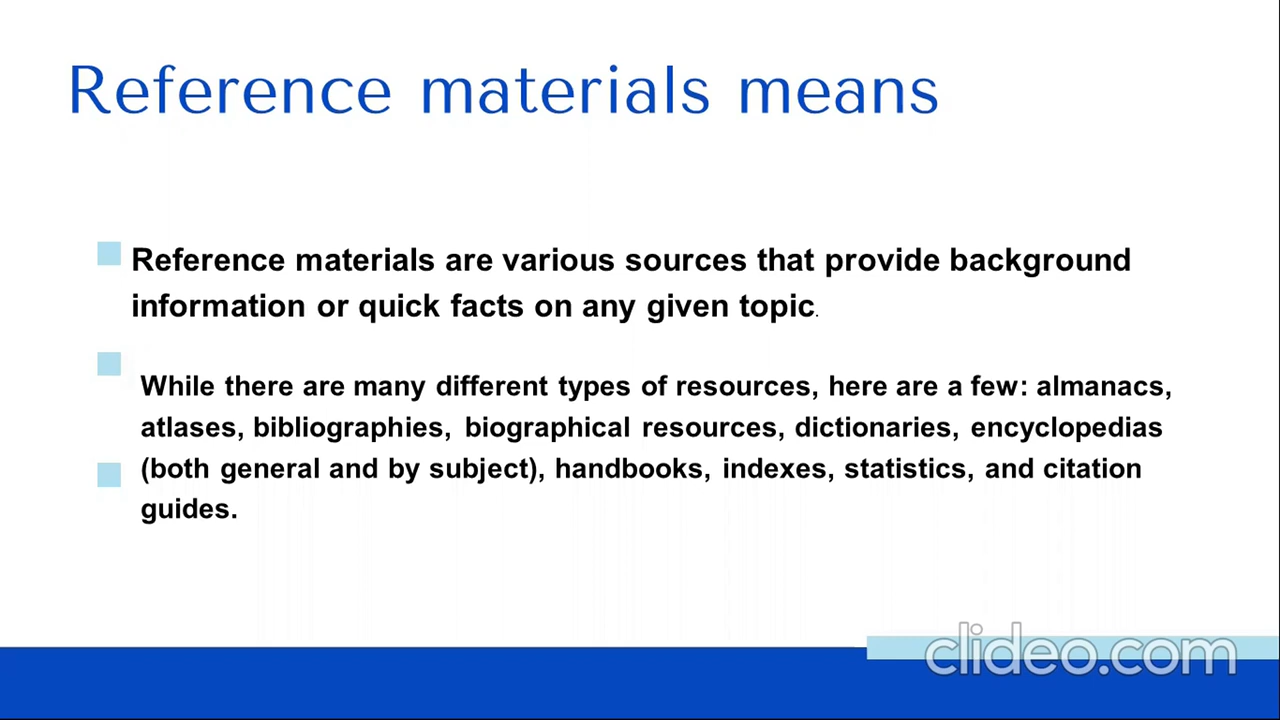 Reference materials means
Reference materials are various sources that provide background
information or quick facts on any given topic.
While there are many different types of resources, here are a few: almanacs,
atlases, bibliographies, biographical resources, dictionaries, encyclopedias
(both general and by subject), handbooks, indexes, statistics, and citation
guides.
clideo.com